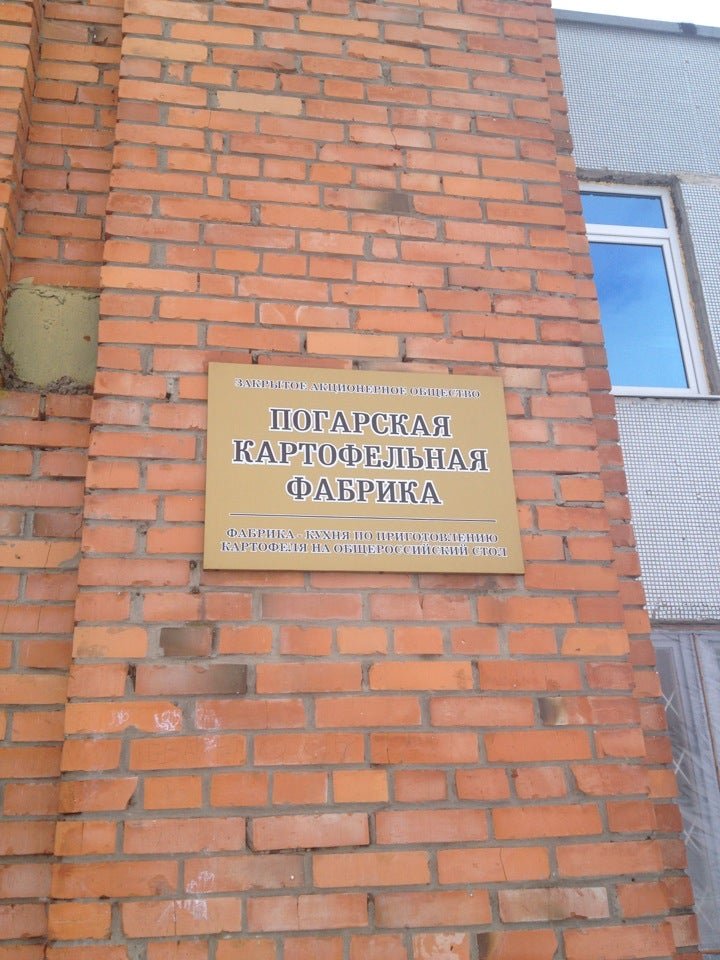 ЗАКРЫТОЕ АКЦИОНЕРНОЕ ОБЩЕСТВО
ПОГАРСКАЯ
КАРТОФЕЛЬНАЯ
ФАБРИКА
ФАБРИКА - КУХНЯ ПО ПРИГОТОВЛЕНИЮ
КАРТОФЕЛЯ НА ОБЩЕРОССИЙСКИЙ СТОЛ